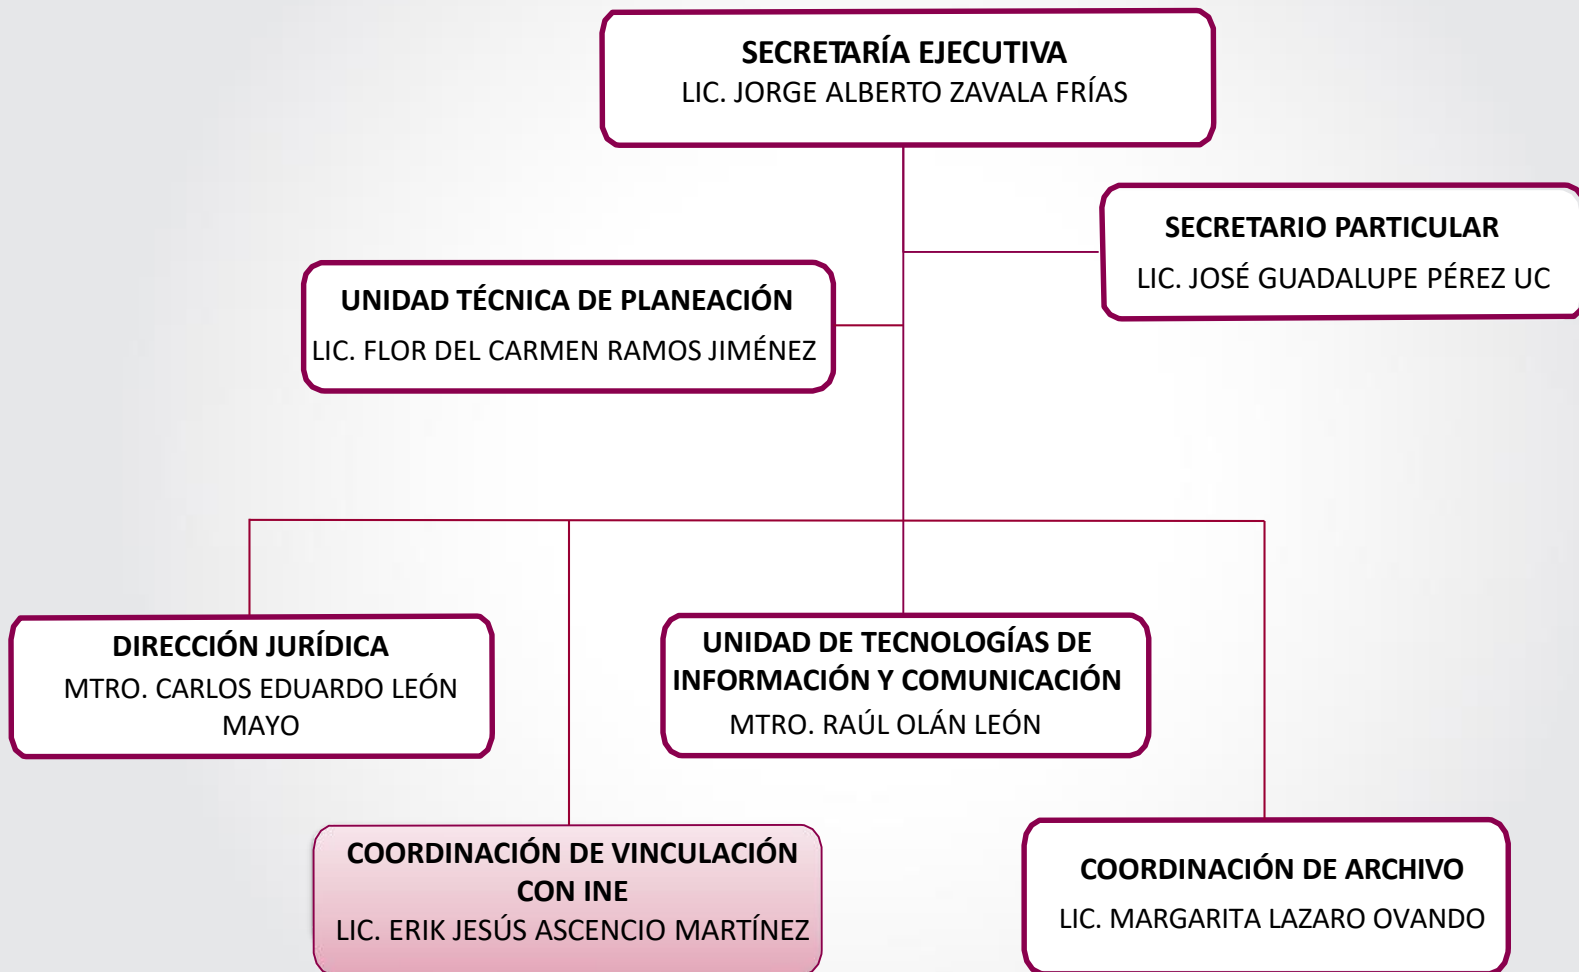 SECRETARÍA EJECUTIVA
LIC. JORGE ALBERTO ZAVALA FRÍAS
SECRETARIO PARTICULAR
LIC. JOSÉ GUADALUPE PÉREZ UC
UNIDAD TÉCNICA DE PLANEACIÓN
LIC. FLOR DEL CARMEN RAMOS JIMÉNEZ
DIRECCIÓN JURÍDICA
MTRO. CARLOS EDUARDO LEÓN
MAYO
UNIDAD DE TECNOLOGÍAS DE
INFORMACIÓN Y COMUNICACIÓN
MTRO. RAÚL OLÁN LEÓN
COORDINACIÓN DE VINCULACIÓN
CON INE
LIC. ERIK JESÚS ASCENCIO MARTÍNEZ
COORDINACIÓN DE ARCHIVO
LIC. MARGARITA LAZARO OVANDO